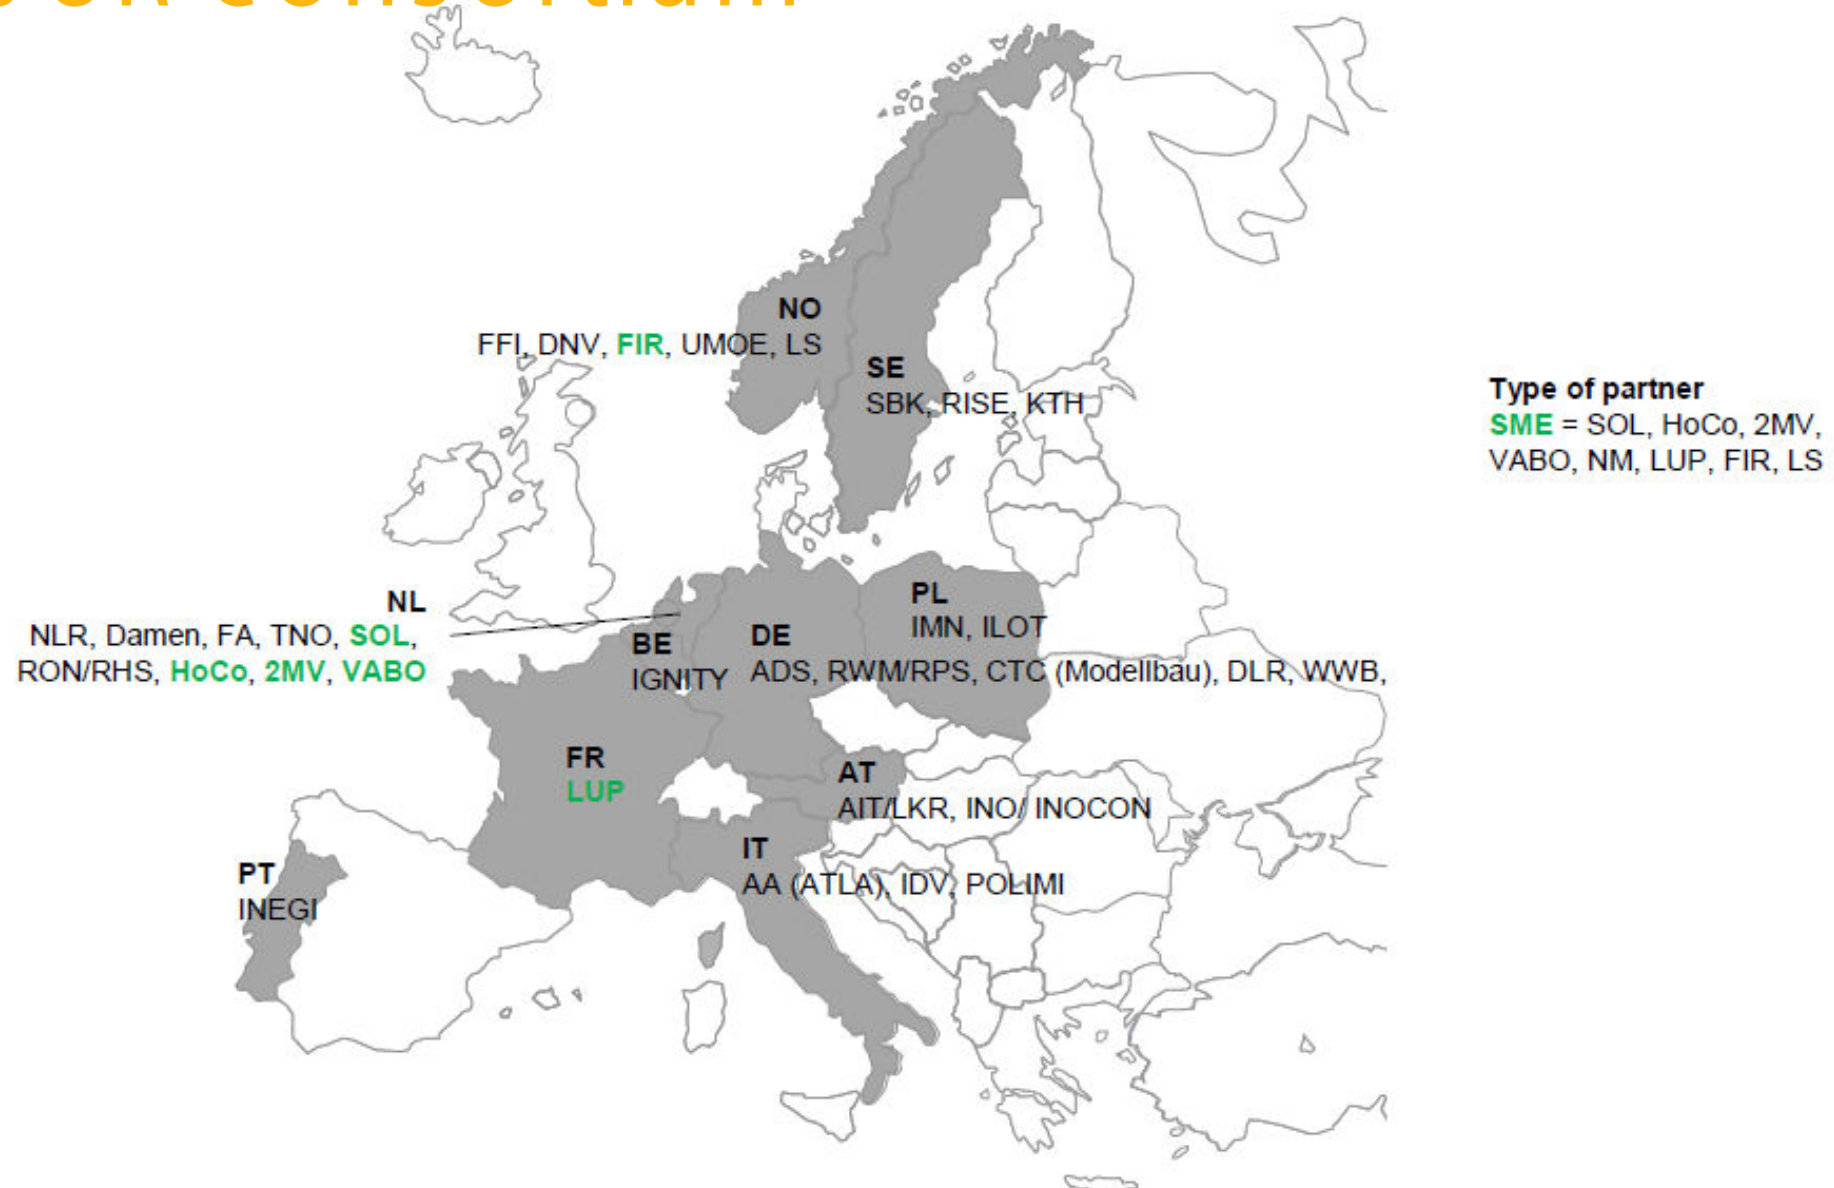 Consortium
NO
FFI, DNV, FIR, UMOE, LS
SE
SBK, RISE, KTH
Type of partner
SME = SOL, HoCo, 2MV,
VABO, NM, LUP, FIR, LS
NL
NLR, Damen, FA, TNO, SOL,
RON/RHS, HoCo, 2MV, VABO
BE
IGNITY
DE
ADS, RWM/RPS, CTC (Modellbau), DLR, WWB,
PL
IMN, ILOT
FR
LUP
AT
AIT/LKR, INO/ INOCON
IT
AA (ATLA), IDV, POLIMI
PT
INEGI